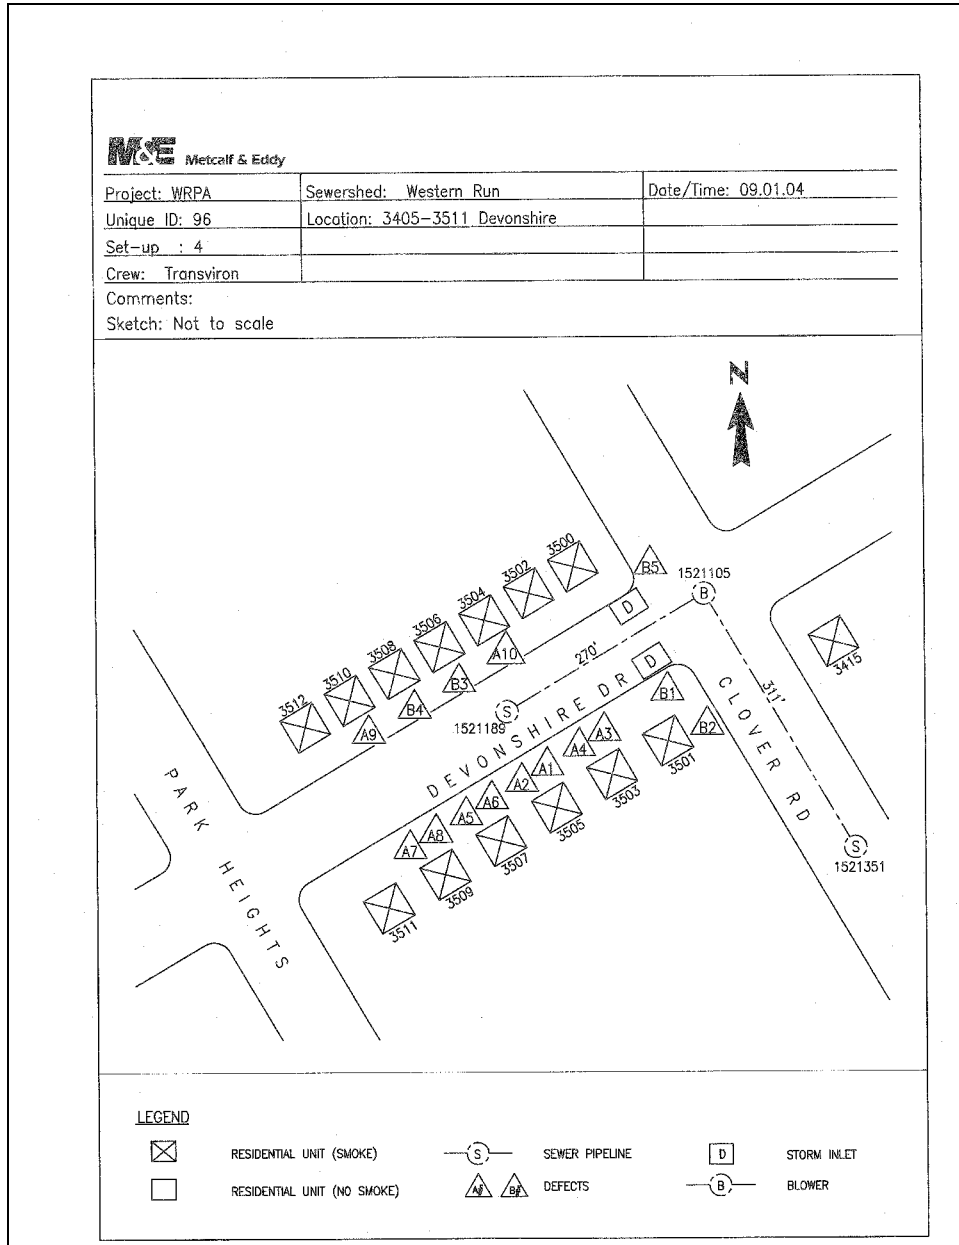 M&E Metcalf & Eddy
Project: WRPA Sewershed: Western Run Date/Time: 09.01.04
Unique ID: 96 Location: 3405-3511 Devonshire
Set-up : 4
Crew: Transviron
Comments:
Sketch: Not to scale
N
3500
3502
3504
3506
3508
3510
3512
B5
1521105
B
D
A10
B3
B4
A9
270'
S
1521189
D
3415
311'
DEVONSHIRE DR
CLOVER RD
B1
B2
A3
A4
A1
A2
A6
A5
A8
A7
3501
3503
3505
3507
3509
3511
S
1521351
PARK HEIGHTS
LEGEND
RESIDENTIAL UNIT (SMOKE) S SEWER PIPELINE D STORM INLET
RESIDENTIAL UNIT (NO SMOKE) A# B# DEFECTS B BLOWER